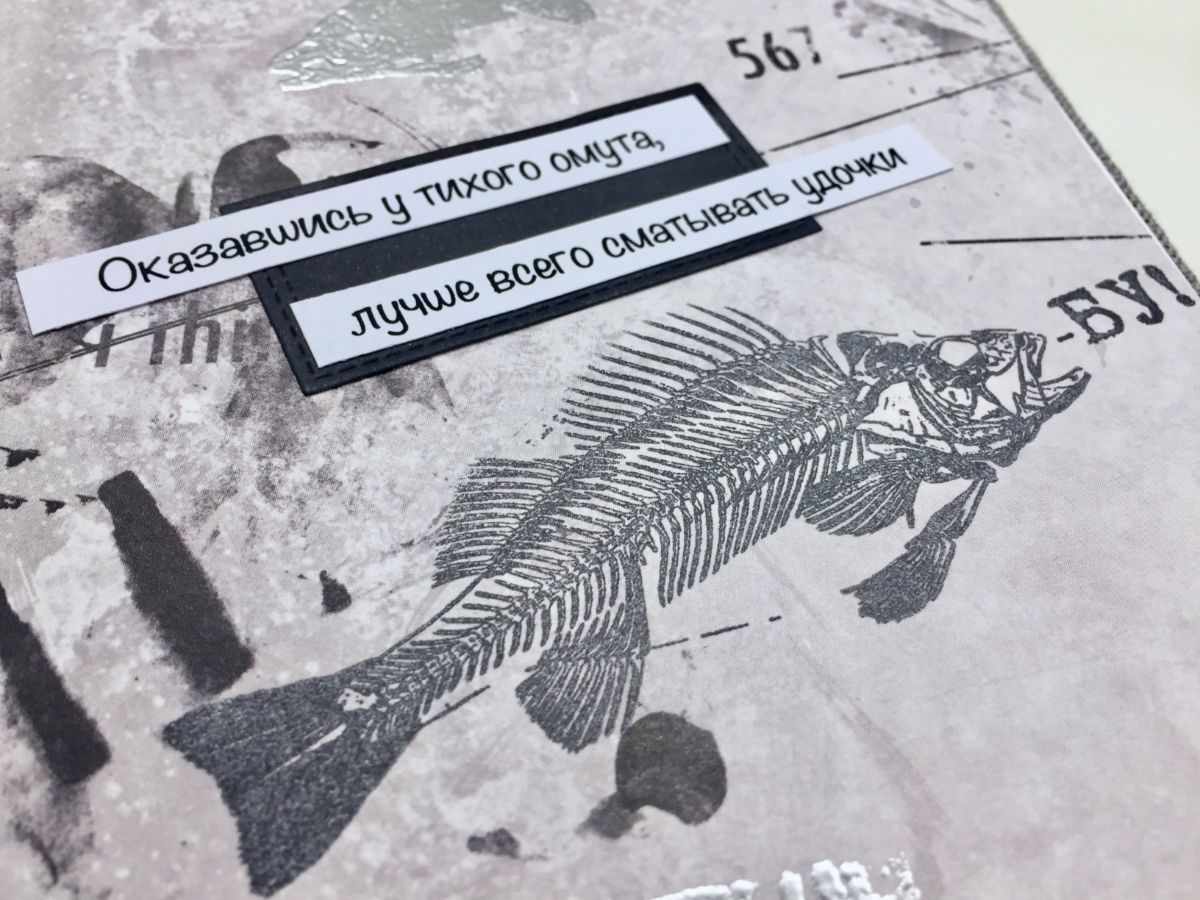 567
Оказавшись у тихого омута,
лучше всего сматывать удочки
-БУ!